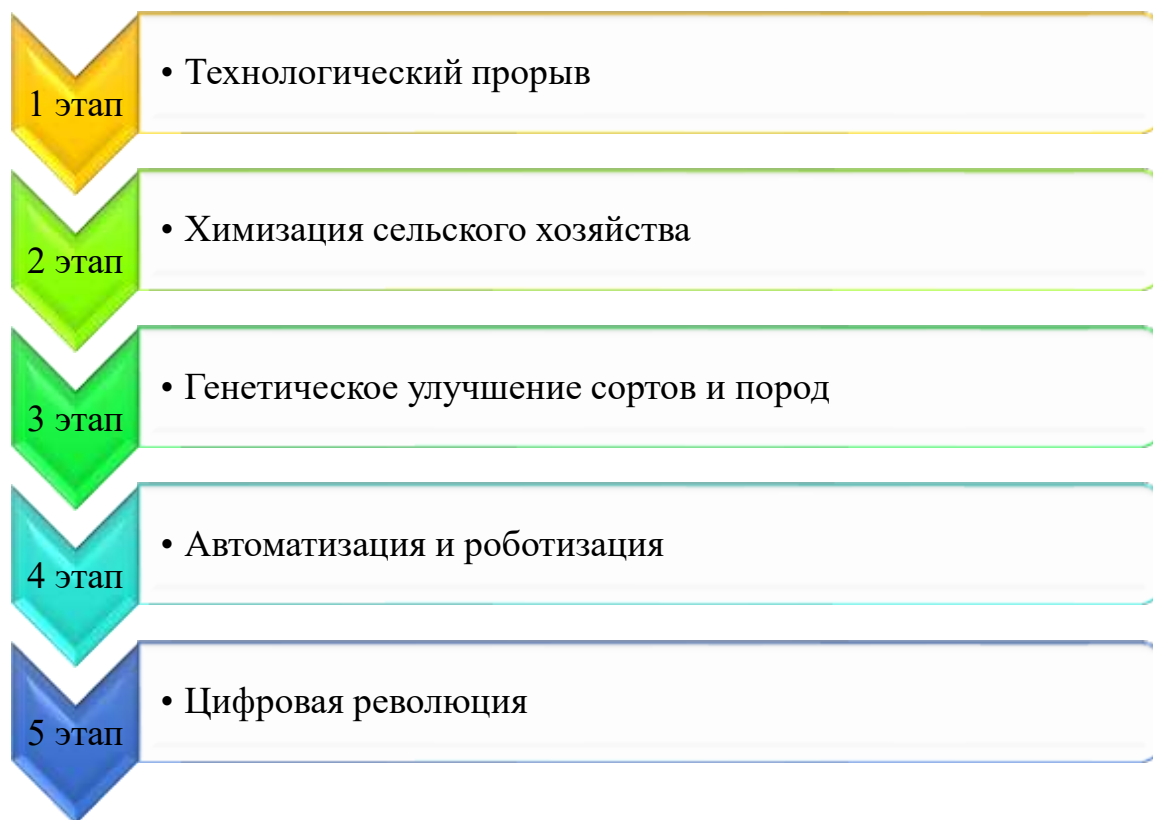 1 этап
• Технологический прорыв
2 этап
• Химизация сельского хозяйства
3 этап
• Генетическое улучшение сортов и пород
4 этап
• Автоматизация и роботизация
5 этап
• Цифровая революция